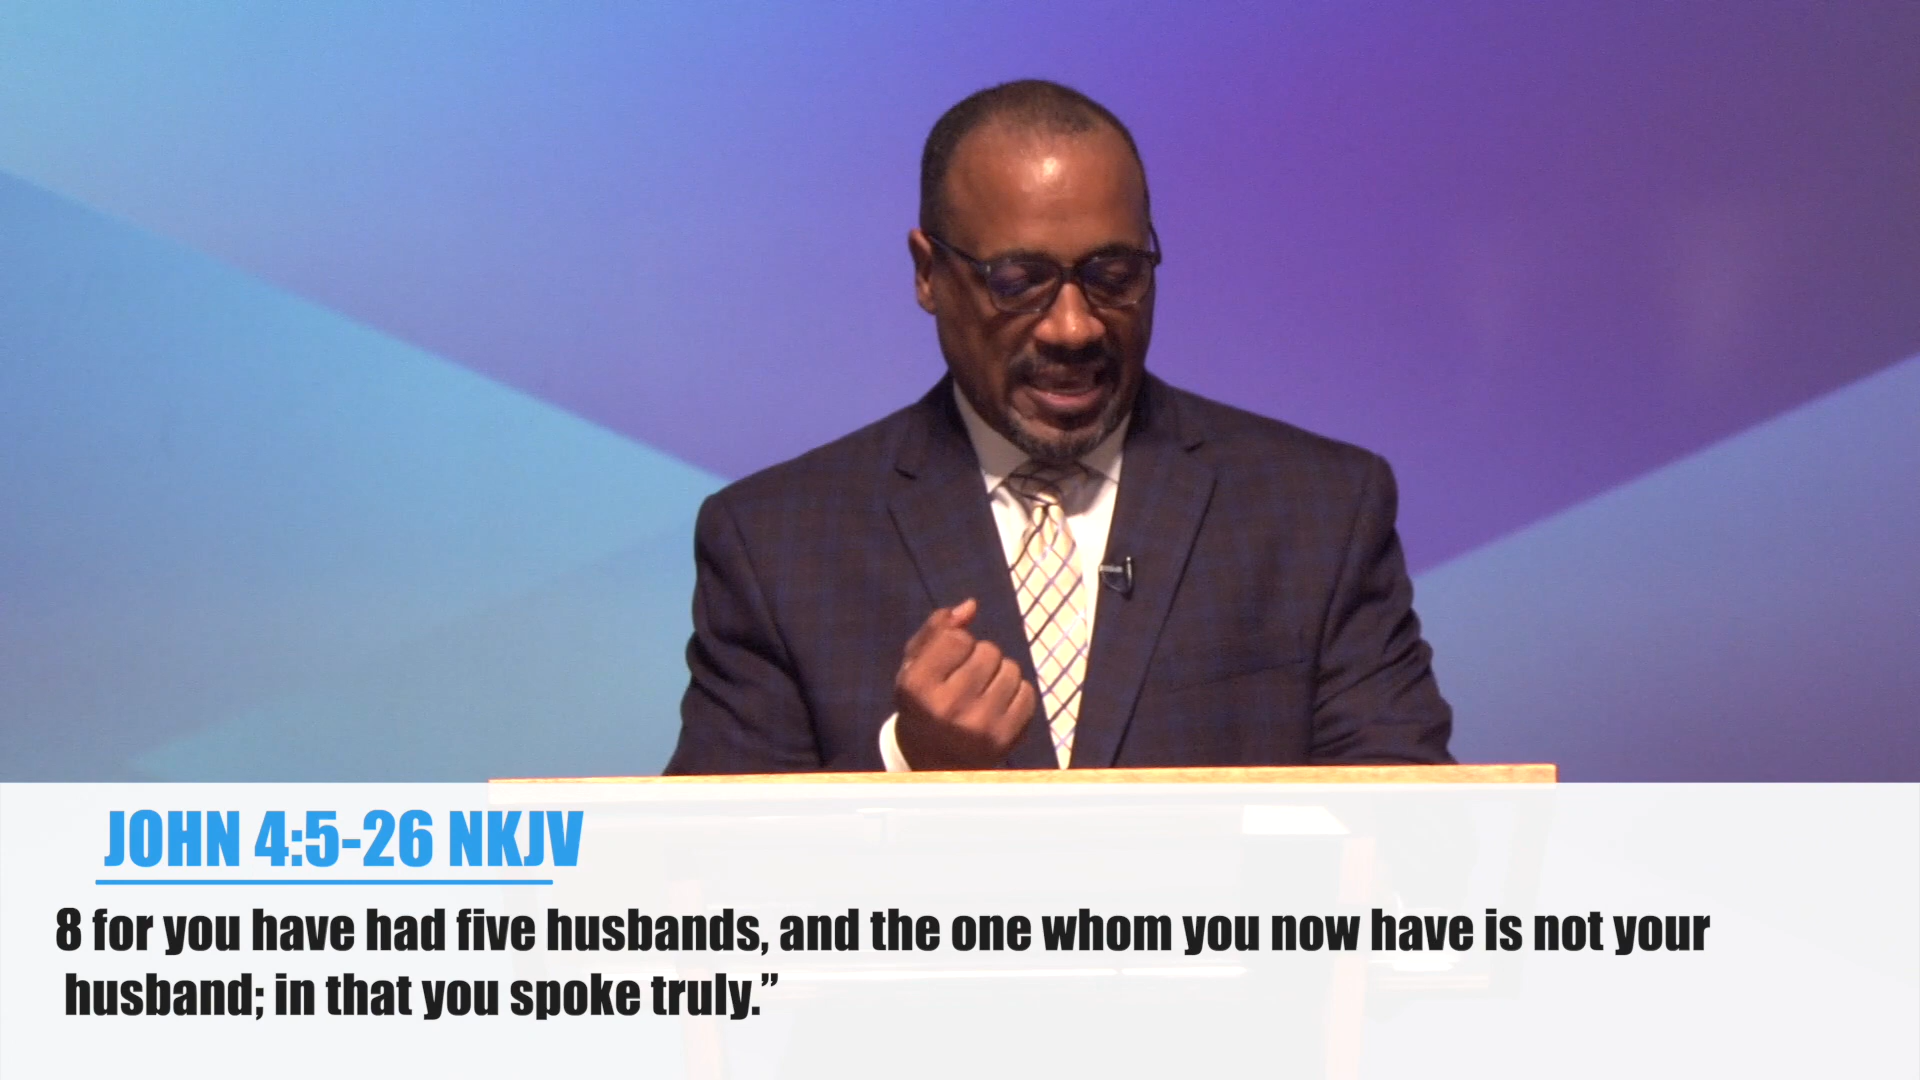 JOHN 4:5-26 NKJV
8 for you have had five husbands, and the one whom you now have is not your
husband; in that you spoke truly.”